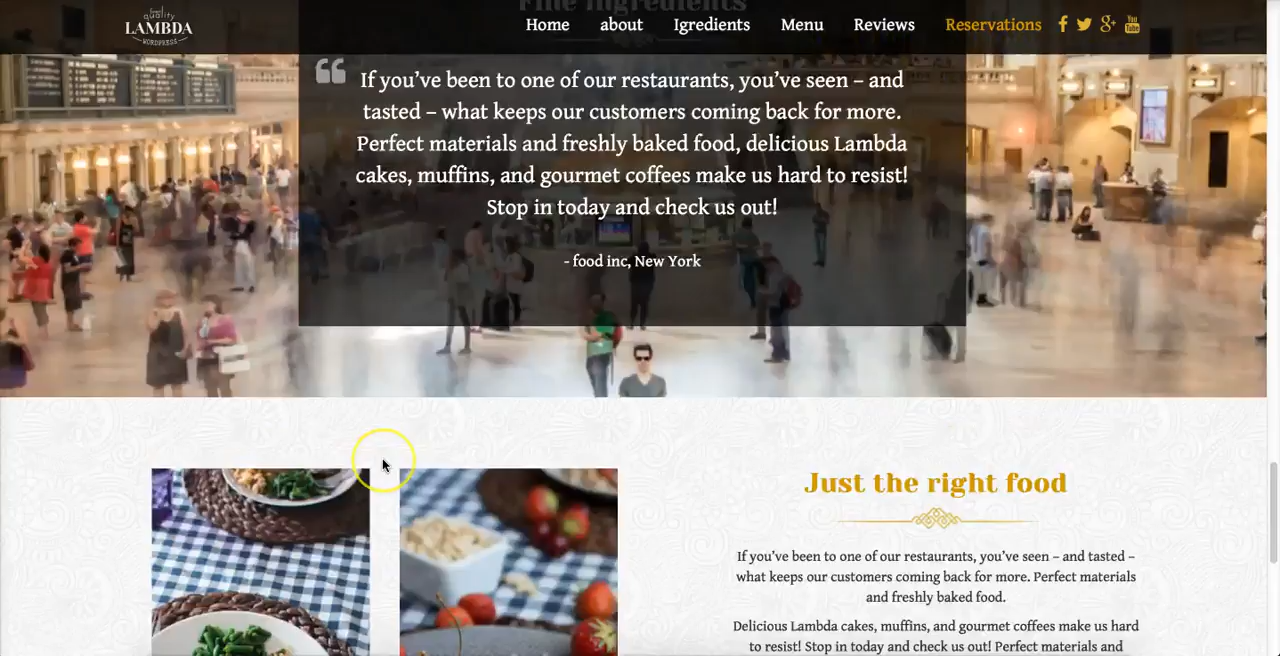 Fine Ingredients
quality
LAMBDA
WORDPRESS
Home about Igredients Menu Reviews Reservations
You
Tube
If you’ve been to one of our restaurants, you’ve seen – and
tasted – what keeps our customers coming back for more.
Perfect materials and freshly baked food, delicious Lambda
cakes, muffins, and gourmet coffees make us hard to resist!
Stop in today and check us out!
- food inc, New York
Just the right food
If you’ve been to one of our restaurants, you’ve seen – and tasted –
what keeps our customers coming back for more. Perfect materials
and freshly baked food.
Delicious Lambda cakes, muffins, and gourmet coffees make us hard
to resist! Stop in today and check us out! Perfect materials and